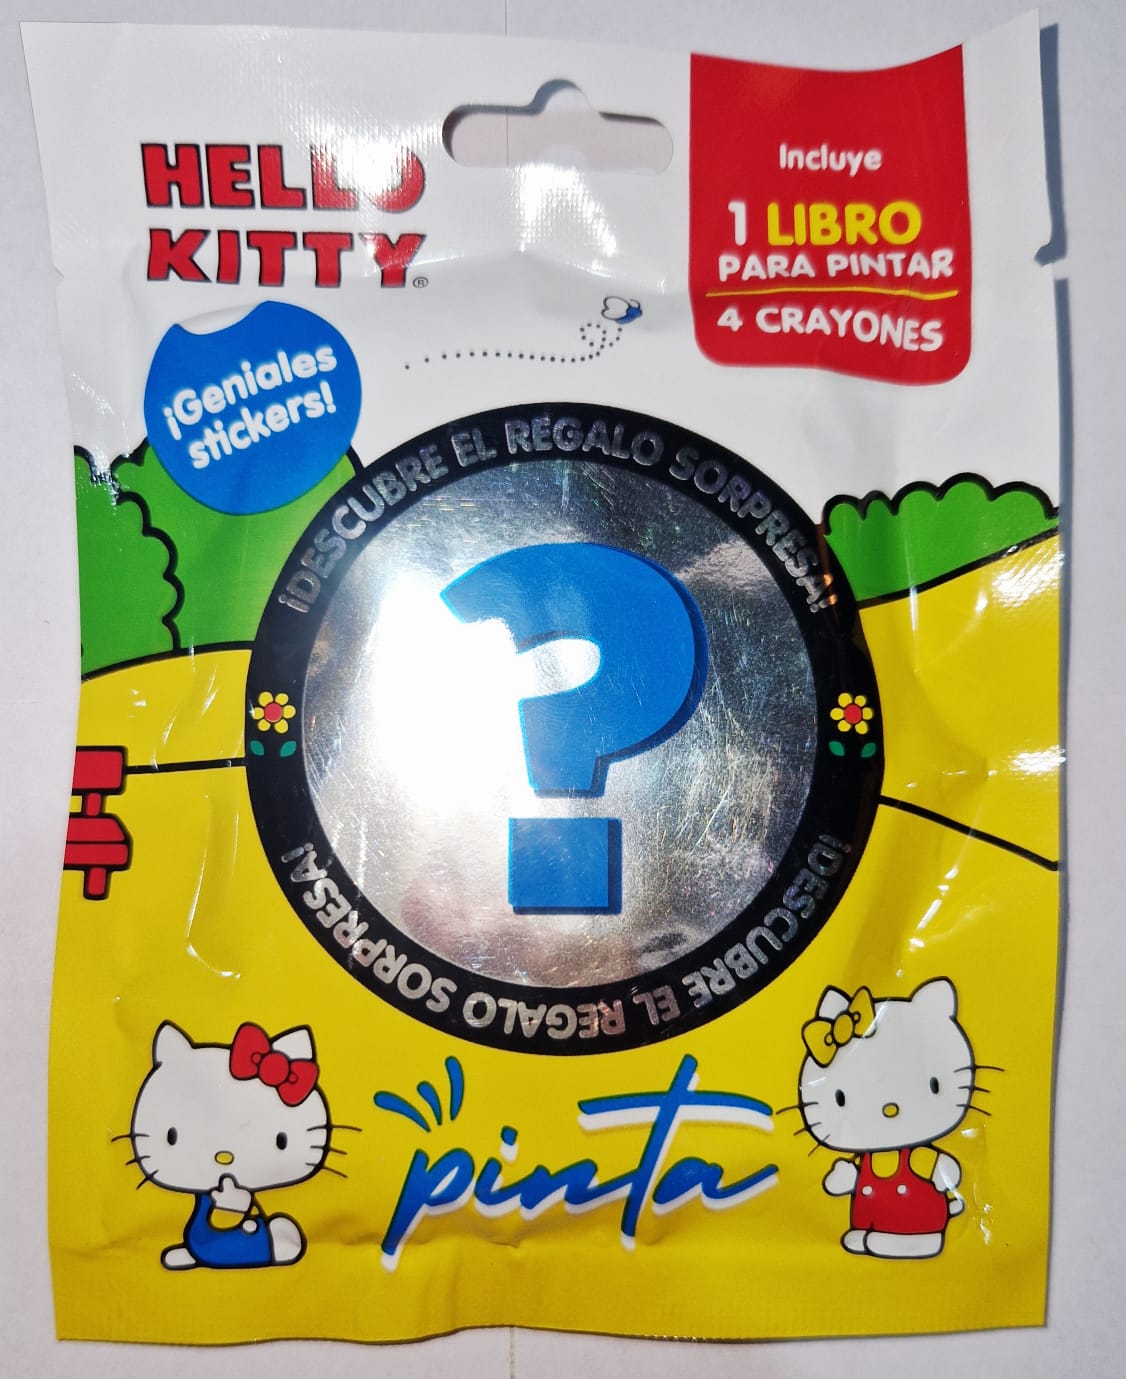 HELLO
KITTY®
Incluye
1 LIBRO
PARA PINTAR
4 CRAYONES
¡Geniales
stickers!
¡DESCUBRE EL REGALO SORPRESA!
?
¡DESCUBRE EL REGALO SORPRESA!
pinta